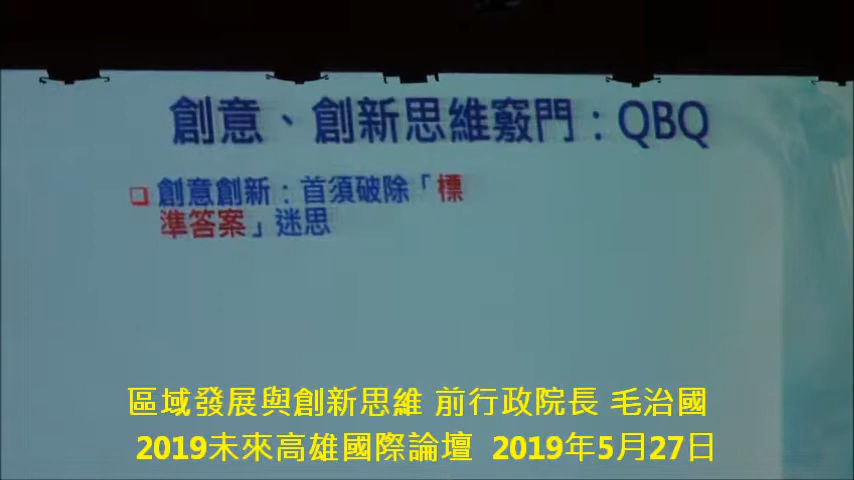 創意、創新思維竅門：QBQ
創意創新：首須破除「標
準答案」迷思
區域發展與創新思維 前行政院長 毛治國
2019未來高雄國際論壇 2019年5月27日